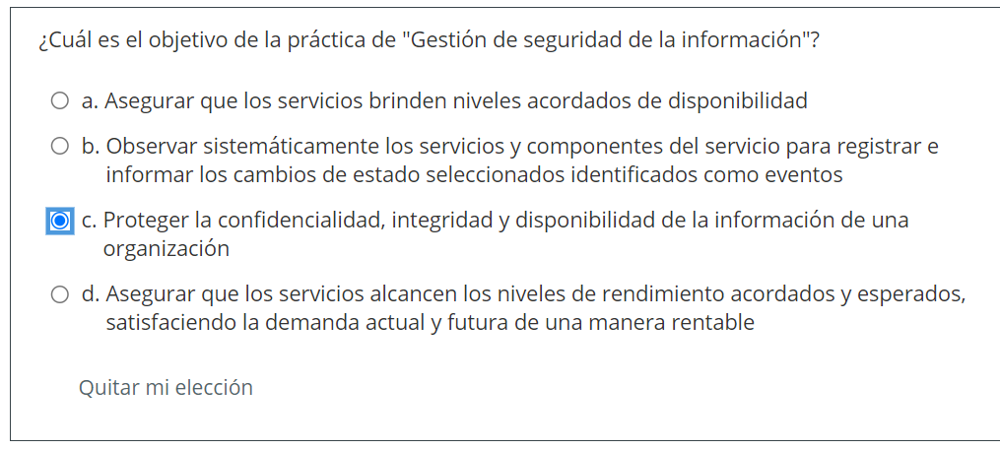 ¿Cuál es el objetivo de la práctica de "Gestión de seguridad de la información"?
a. Asegurar que los servicios brinden niveles acordados de disponibilidad
b. Observar sistemáticamente los servicios y componentes del servicio para registrar e
informar los cambios de estado seleccionados identificados como eventos
c. Proteger la confidencialidad, integridad y disponibilidad de la información de una
organización
d. Asegurar que los servicios alcancen los niveles de rendimiento acordados y esperados,
satisfaciendo la demanda actual y futura de una manera rentable
Quitar mi elección